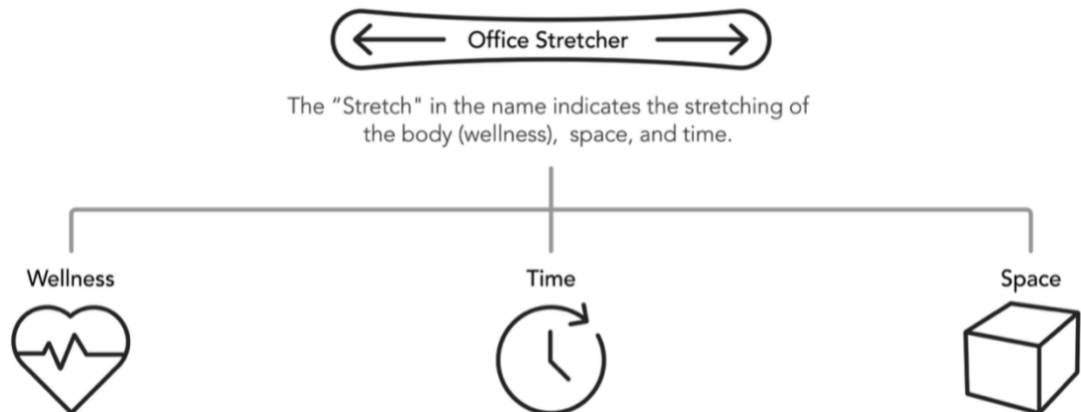 Office Stretcher
The “Stretch" in the name indicates the stretching of
the body (wellness), space, and time.
Wellness
Time
Space